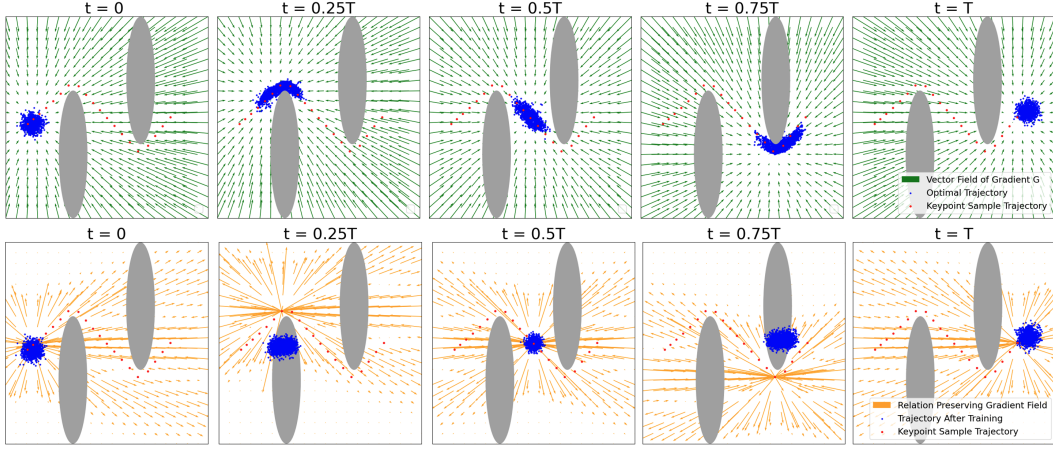 t = 0
t = 0.25T
t = 0.5T
t = 0.75T
t = T
Vector Field of Gradient G
Optimal Trajectory
Keypoint Sample Trajectory
t = 0
t = 0.25T
t = 0.5T
t = 0.75T
t = T
Relation Preserving Gradient Field
Trajectory After Training
Keypoint Sample Trajectory